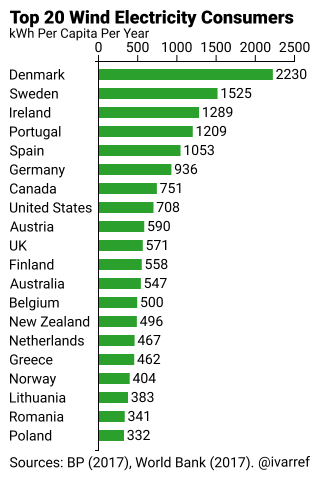 Top 20 Wind Electricity Consumers
kWh Per Capita Per Year
0 500 1000 1500 2000 2500
Denmark 2230
Sweden 1525
Ireland 1289
Portugal 1209
Spain 1053
Germany 936
Canada 751
United States 708
Austria 590
UK 571
Finland 558
Australia 547
Belgium 500
New Zealand 496
Netherlands 467
Greece 462
Norway 404
Lithuania 383
Romania 341
Poland 332
Sources: BP (2017), World Bank (2017). @ivarref